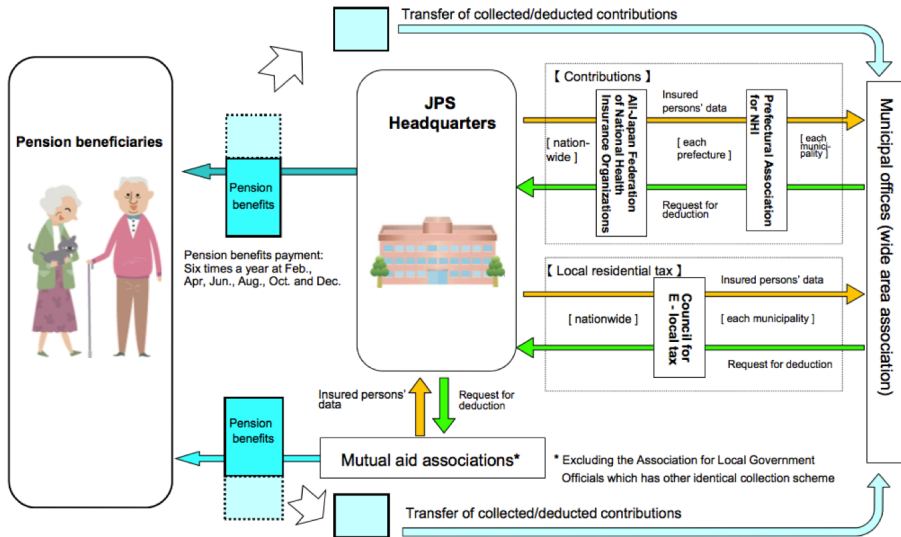 Transfer of collected/deducted contributions
Pension beneficiaries
Pension
benefits
Pension benefits payment:
Six times a year at Feb.,
Apr, Jun., Aug., Oct. and Dec.
JPS
Headquarters
【 Contributions 】
[ nation-
wide ]
All-Japan Federation
of National Health
Insurance Organizations
Insured
persons' data
[ each
prefecture ]
Request for
deduction
Prefectural Association
for NHI
[ each
munici-
pality ]
【 Local residential tax 】
[ nationwide ]
Council for
E - local tax
Insured persons' data
[ each municipality ]
Request for deduction
Municipal offices (wide area association)
Insured persons'
data
Request for
deduction
Pension
benefits
Mutual aid associations*
* Excluding the Association for Local Government
Officials which has other identical collection scheme
Transfer of collected/deducted contributions